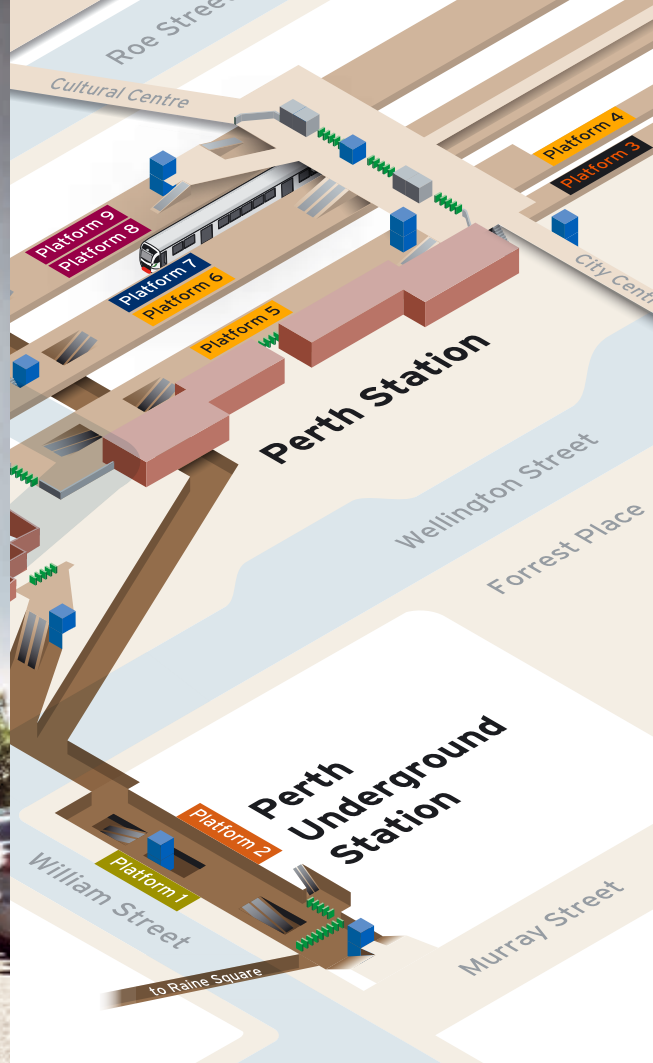 Roe Stree
Cultural Centre
Platform 4
Platform 3
Platform 9
Platform 8
Platform 7
Platform 6
Platform 5
City Cent
Perth Station
Wellington Street
Forrest Place
Perth
Underground
Station
Platform 2
Platform 1
William Street
Murray Street
to Raine Square